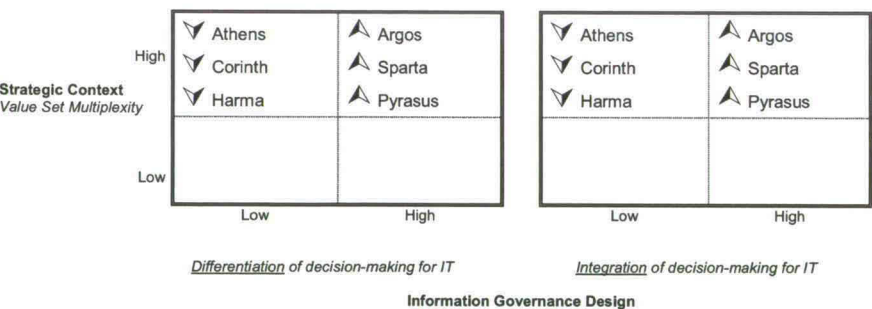 Athens
Argos
Athens
Argos
High
Corinth
Sparta
Corinth
Sparta
Strategic Context
Value Set Multiplexity
Harma
Pyrasus
Harma
Pyrasus
Low
Low
High
Low
High
Differentiation of decision-making for IT
Integration of decision-making for IT
Information Governance Design